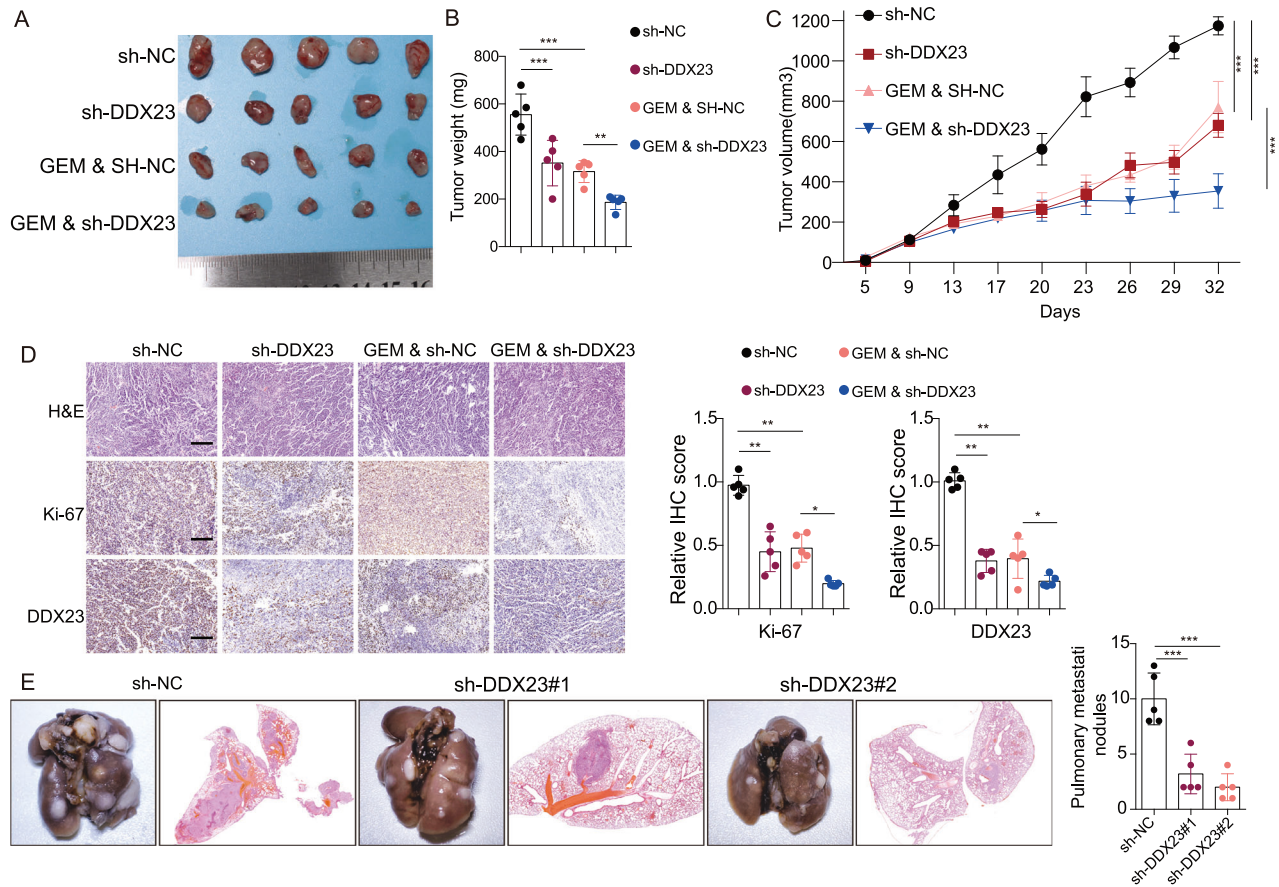 A
sh-NC
sh-DDX23
GEM & SH-NC
GEM & sh-DDX23
B
Tumor weight (mg)
800
600
400
200
0
***
***
**
sh-NC
sh-DDX23
GEM & SH-NC
GEM & sh-DDX23
C
sh-NC
sh-DDX23
GEM & SH-NC
GEM & sh-DDX23
Tumor volume(mm3)
1200
1000
800
600
400
200
0
5 9 13 17 20 23 26 29 32
Days
***
***
***
D
sh-NC sh-DDX23 GEM & sh-NC GEM & sh-DDX23
H&E
Ki-67
DDX23
sh-NC GEM & sh-NC
sh-DDX23 GEM & sh-DDX23
Relative IHC score
1.5
1.0
0.5
0.0
**
**
*
Ki-67
Relative IHC score
1.5
1.0
0.5
0.0
**
**
*
DDX23
E
sh-NC sh-DDX23#1 sh-DDX23#2
Pulmonary metastati
nodules
15
10
5
0
***
***
sh-NC
sh-DDX23#1
sh-DDX23#2